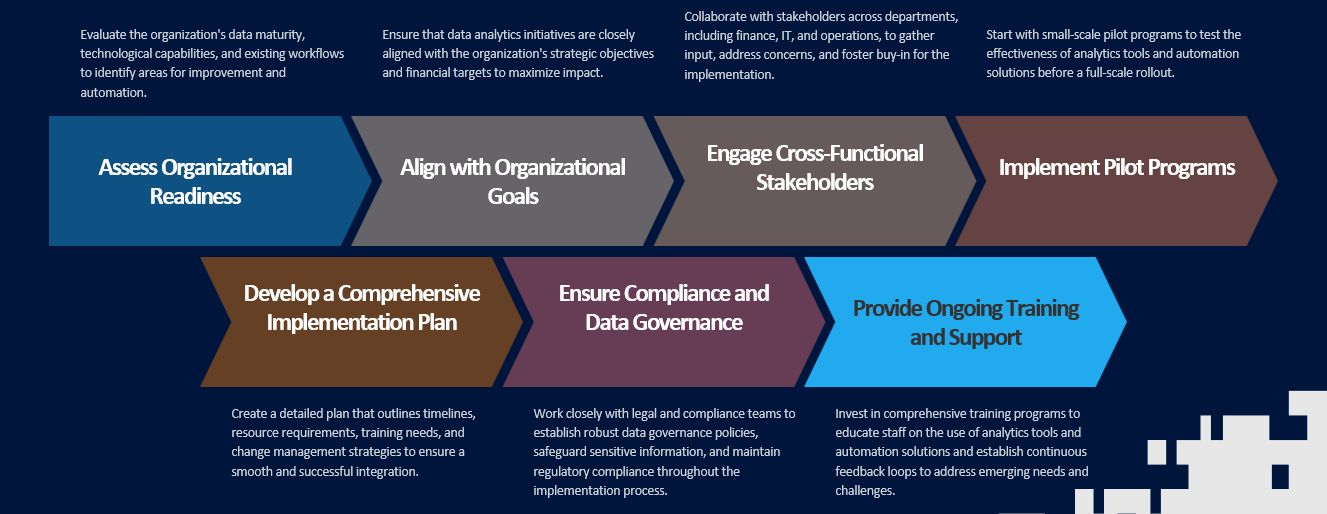 Evaluate the organization's data maturity,
technological capabilities, and existing workflows
to identify areas for improvement and
automation.
Ensure that data analytics initiatives are closely
aligned with the organization's strategic objectives
and financial targets to maximize impact.
Collaborate with stakeholders across departments,
including finance, IT, and operations, to gather
input, address concerns, and foster buy-in for the
implementation.
Start with small-scale pilot programs to test the
effectiveness of analytics tools and automation
solutions before a full-scale rollout.
Assess Organizational
Readiness
Align with Organizational
Goals
Engage Cross-Functional
Stakeholders
Implement Pilot Programs
Develop a Comprehensive
Implementation Plan
Ensure Compliance and
Data Governance
Provide Ongoing Training
and Support
Create a detailed plan that outlines timelines,
resource requirements, training needs, and
change management strategies to ensure a
smooth and successful integration.
Work closely with legal and compliance teams to
establish robust data governance policies,
safeguard sensitive information, and maintain
regulatory compliance throughout the
implementation process.
Invest in comprehensive training programs to
educate staff on the use of analytics tools and
automation solutions and establish continuous
feedback loops to address emerging needs and
challenges.